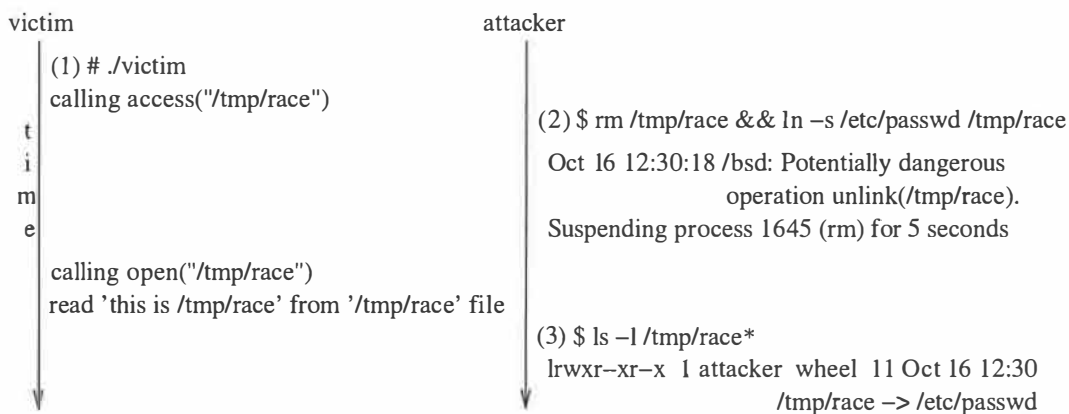 victim
attacker
(1) # ./victim
calling access("/tmp/race")
(2) $ rm /tmp/race && ln –s /etc/passwd /tmp/race
time
Oct 16 12:30:18 /bsd: Potentially dangerous
operation unlink(/tmp/race).
Suspending process 1645 (rm) for 5 seconds
calling open("/tmp/race")
read 'this is /tmp/race' from '/tmp/race' file
(3) $ ls –l /tmp/race*
lrwxr–xr–x 1 attacker wheel 11 Oct 16 12:30
/tmp/race –> /etc/passwd